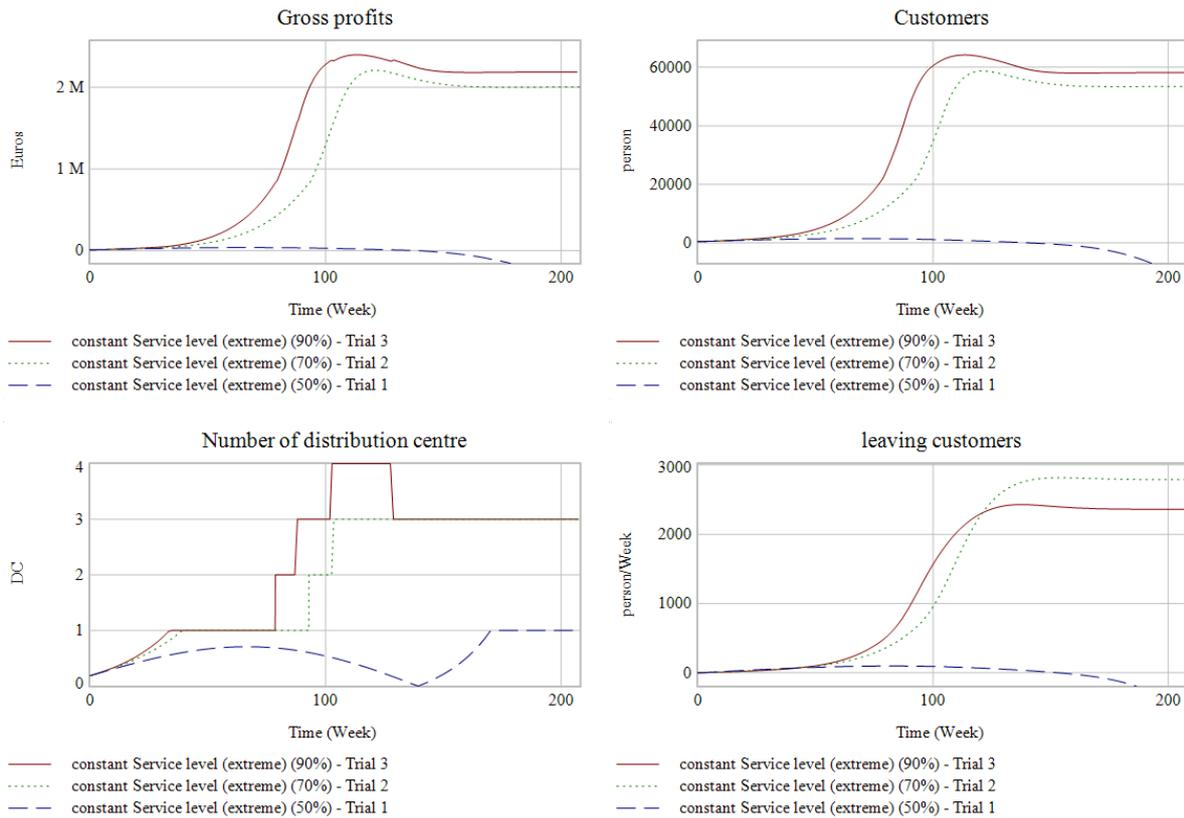 Gross profits
2 M
1 M
0
Euros
0
100
200
Time (Week)
constant Service level (extreme) (90%) - Trial 3
constant Service level (extreme) (70%) - Trial 2
constant Service level (extreme) (50%) - Trial 1
Customers
60000
40000
20000
0
person
0
100
200
Time (Week)
constant Service level (extreme) (90%) - Trial 3
constant Service level (extreme) (70%) - Trial 2
constant Service level (extreme) (50%) - Trial 1
Number of distribution centre
4
3
2
1
0
DC
0
100
200
Time (Week)
constant Service level (extreme) (90%) - Trial 3
constant Service level (extreme) (70%) - Trial 2
constant Service level (extreme) (50%) - Trial 1
leaving customers
3000
2000
1000
0
person/Week
0
100
200
Time (Week)
constant Service level (extreme) (90%) - Trial 3
constant Service level (extreme) (70%) - Trial 2
constant Service level (extreme) (50%) - Trial 1